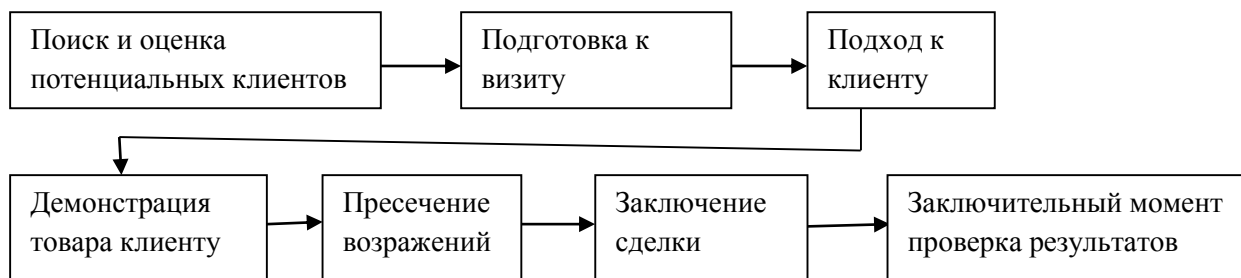 Поиск и оценка
потенциальных клиентов
Подготовка к
визиту
Подход к
клиенту
Демонстрация
товара клиенту
Пресечение
возражений
Заключение
сделки
Заключительный момент
проверка результатов